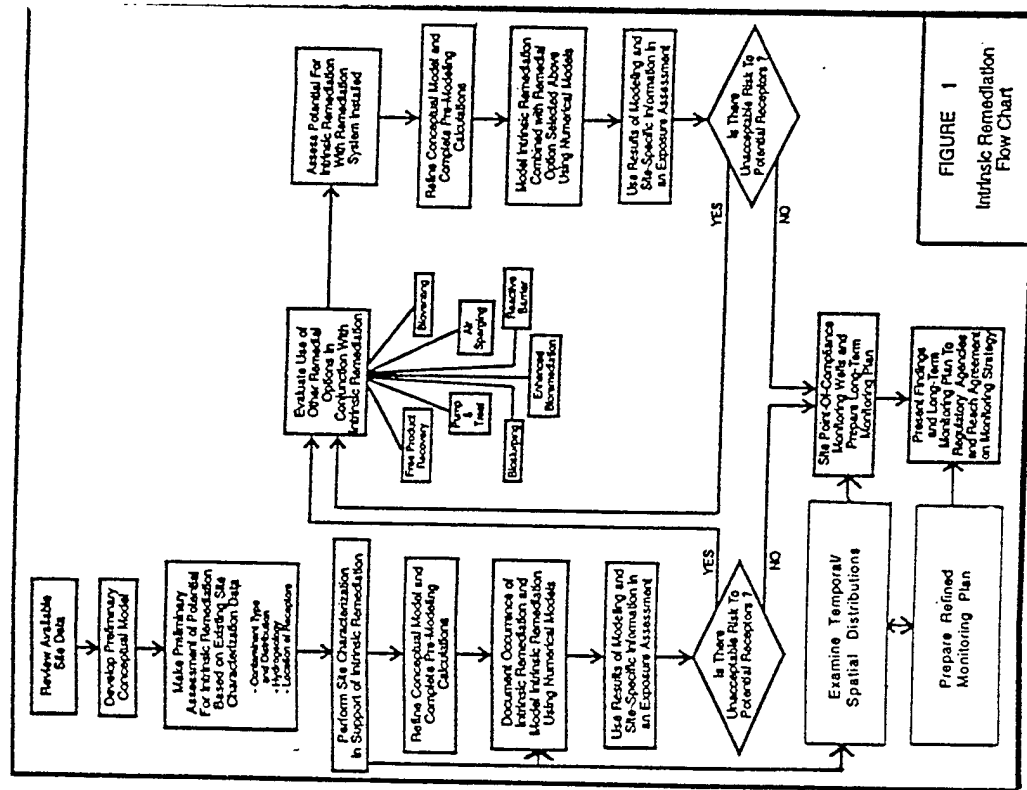 Review Available
Site Data
Develop Preliminary
Conceptual Model
Make Preliminary
Assessment of Potential
For Intrinsic Remediation
Based on Existing Site
Characterization Data
- Contaminant Type
and Distribution
- Hydrogeology
- Location of Receptors
Perform Site Characterization
In Support of Intrinsic Remediation
Refine Conceptual Model and
Complete Pre-Modeling
Calculations
Document Occurrence of
Intrinsic Remediation and
Model Intrinsic Remediation
Using Numerical Models
Use Results of Modeling and
Site-Specific Information In
an Exposure Assessment
Is There
Unacceptable Risk To
Potential Receptors ?
YES
NO
Evaluate Use of
Other Remedial
Options In
Conjunction With
Intrinsic Remediation
Free Product
Recovery
Pump
&
Treat
Bioslurping
Enhanced
Bioremediation
Reactive
Barrier
Air
Sparging
Bioventing
Assess Potential For
Intrinsic Remediation
With Remediation
System Installed
Refine Conceptual Model and
Complete Pre-Modeling
Calculations
Model Intrinsic Remediation
Combined with Remedial
Option Selected Above
Using Numerical Models
Use Results of Modeling and
Site-Specific Information In
an Exposure Assessment
Is There
Unacceptable Risk To
Potential Receptors ?
YES
NO
Examine Temporal/
Spatial Distributions
Prepare Refined
Monitoring Plan
Site Point-Of-Compliance
Monitoring Wells and
Prepare Long-Term
Monitoring Plan
Present Findings
and Long-Term
Monitoring Plan To
Regulatory Agencies
and Reach Agreement
on Monitoring Strategy
FIGURE 1
Intrinsic Remediation
Flow Chart